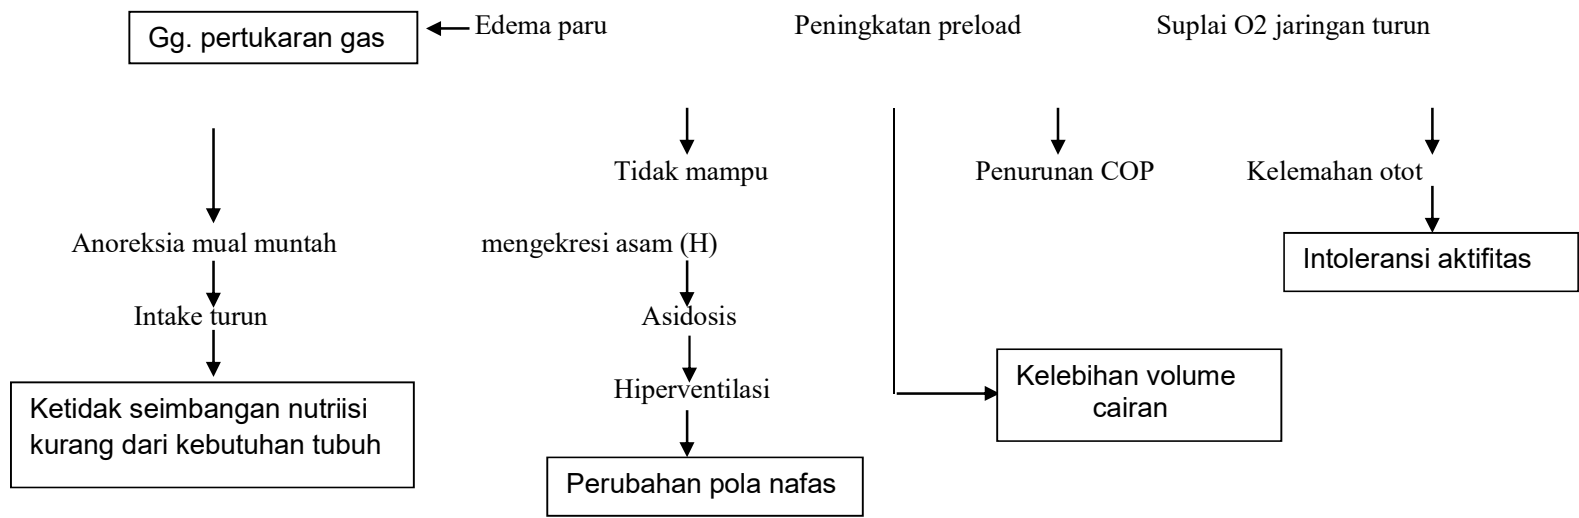 Gg. pertukaran gas
Edema paru
Peningkatan preload
Suplai O2 jaringan turun
Tidak mampu
Penurunan COP
Kelemahan otot
Anoreksia mual muntah
mengekresi asam (H)
Intoleransi aktifitas
Intake turun
Asidosis
Hiperventilasi
Kelebihan volume
cairan
Ketidak seimbangan nutriisi
kurang dari kebutuhan tubuh
Perubahan pola nafas